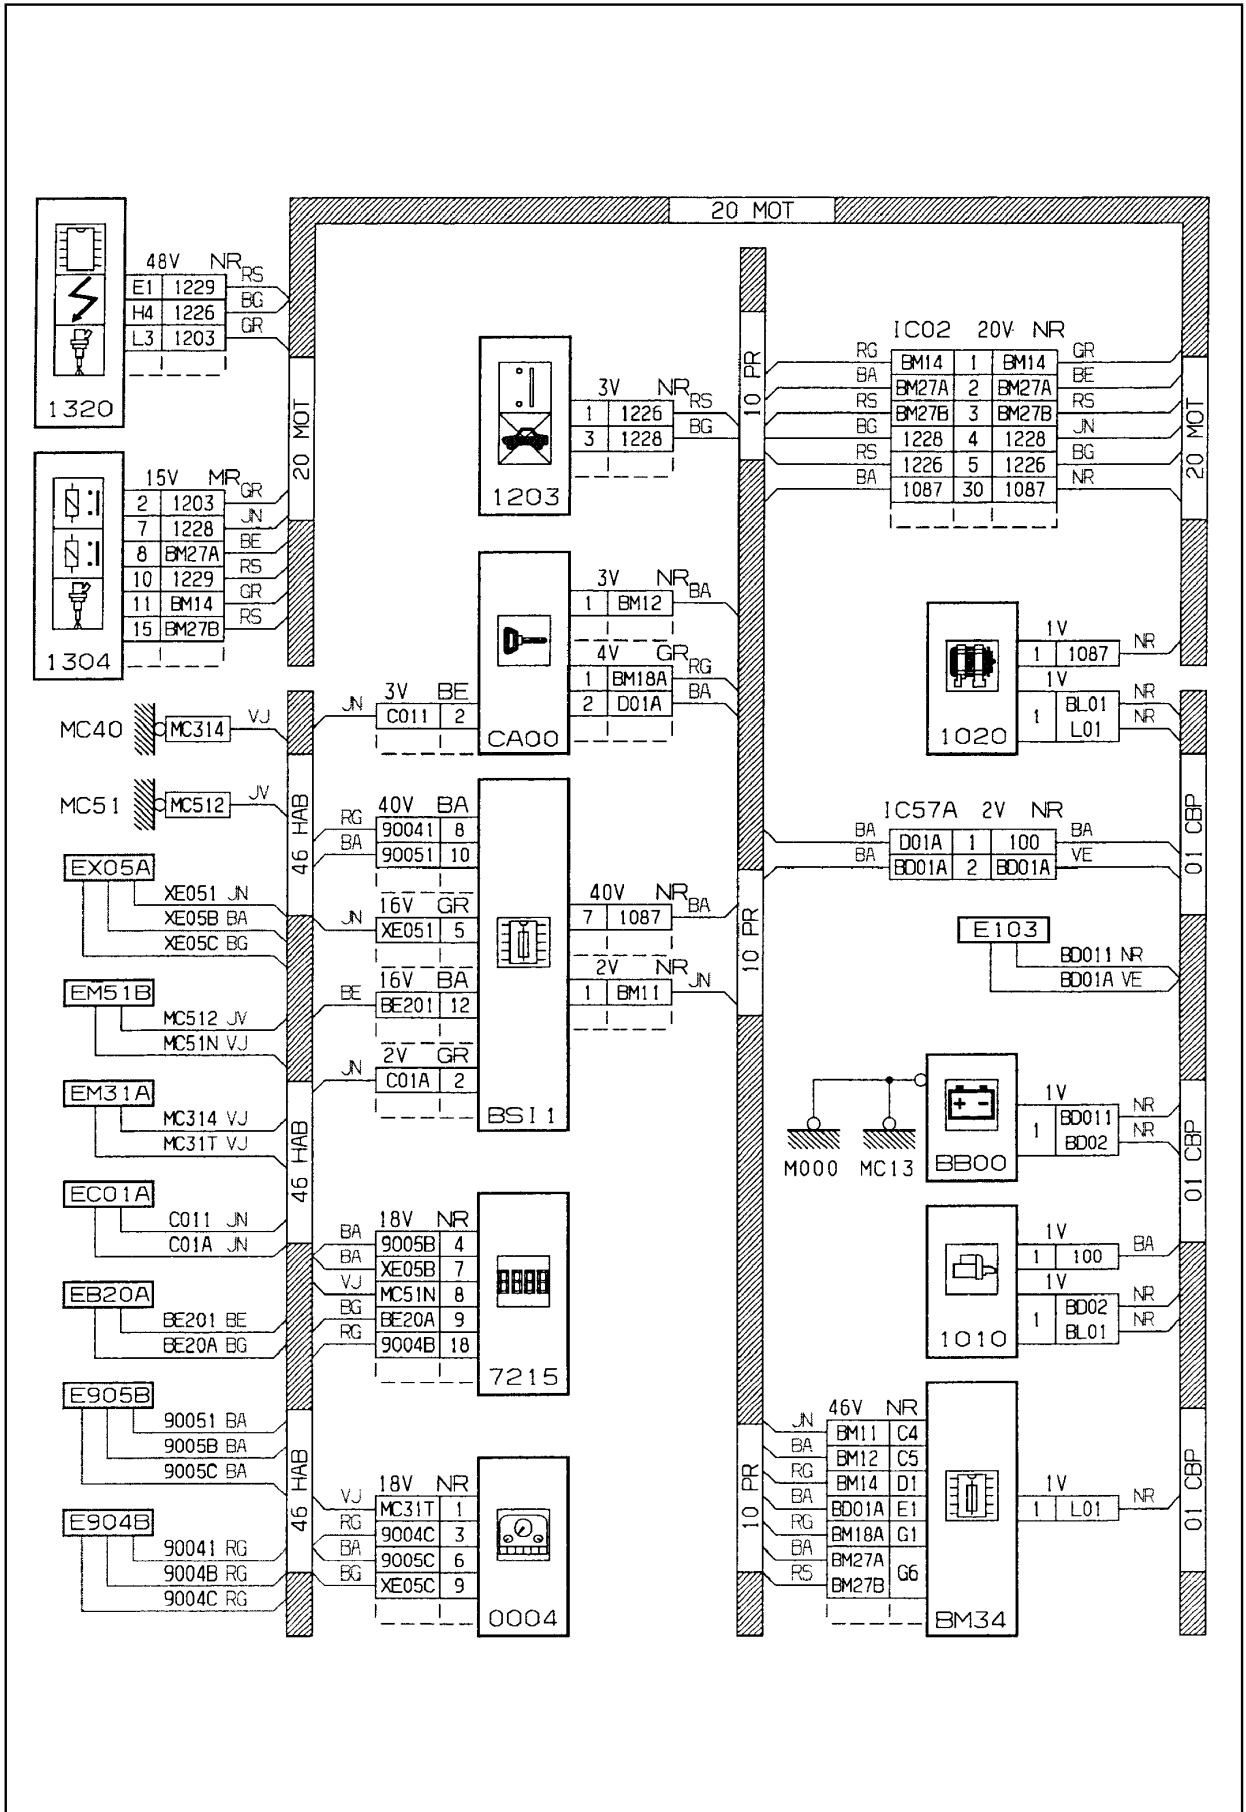 20 MOT
48V NR
E1 1229 RS
H4 1226 BG
L3 1203 GR
1320
20 MOT
15V MR
2 1203 GR
7 1228 JN
8 BM27A BE
10 1229 RS
11 BM14 GR
15 BM27B RS
1304
MC40 MC314 VJ
MC51 MC512 JV
46 HAB
EX05A
XE051 JN
XE05B BA
XE05C BG
EM51B
MC512 JV
MC51N VJ
EM31A
MC314 VJ
MC31T VJ
46 HAB
EC01A
C011 JN
C01A JN
EB20A
BE201 BE
BE20A BG
E905B
90051 BA
9005B BA
9005C BA
46 HAB
E904B
90041 RG
9004B RG
9004C RG
3V NR
1 1226 RS
3 1228 BG
1203
3V NR
1 BM12 BA
4V GR
1 BM18A RG
2 D01A BA
3V BE
JN C011 2
CA00
40V BA
RG 90041 8
BA 90051 10
16V GR
JN XE051 5
16V BA
BE BE201 12
2V GR
JN C01A 2
40V NR
7 1087 BA
2V NR
1 BM11 JN
BSI1
18V NR
BA 9005B 4
BA XE05B 7
VJ MC51N 8
BG BE20A 9
RG 9004B 18
7215
18V NR
VJ MC31T 1
RG 9004C 3
BA 9005C 6
BG XE05C 9
0004
10 PR
10 PR
10 PR
IC02 20V NR
RG BM14 1 BM14 GR
BA BM27A 2 BM27A BE
RS BM27B 3 BM27B RS
BG 1228 4 1228 JN
RS 1226 5 1226 BG
BA 1087 30 1087 NR
20 MOT
1V
1 1087 NR
1V
1 BL01 NR
L01 NR
1020
IC57A 2V NR
BA D01A 1 100 BA
BA BD01A 2 BD01A VE
01 CBP
E103
BD011 NR
BD01A VE
M000 MC13
1V
1 BD011 NR
BD02 NR
BB00
01 CBP
1V
1 100 BA
1V
1 BD02 NR
BL01 NR
1010
46V NR
JN BM11 C4
BA BM12 C5
RG BM14 D1
BA BD01A E1
RG BM18A G1
BA BM27A G6
RS BM27B
1V
1 L01 NR
BM34
01 CBP